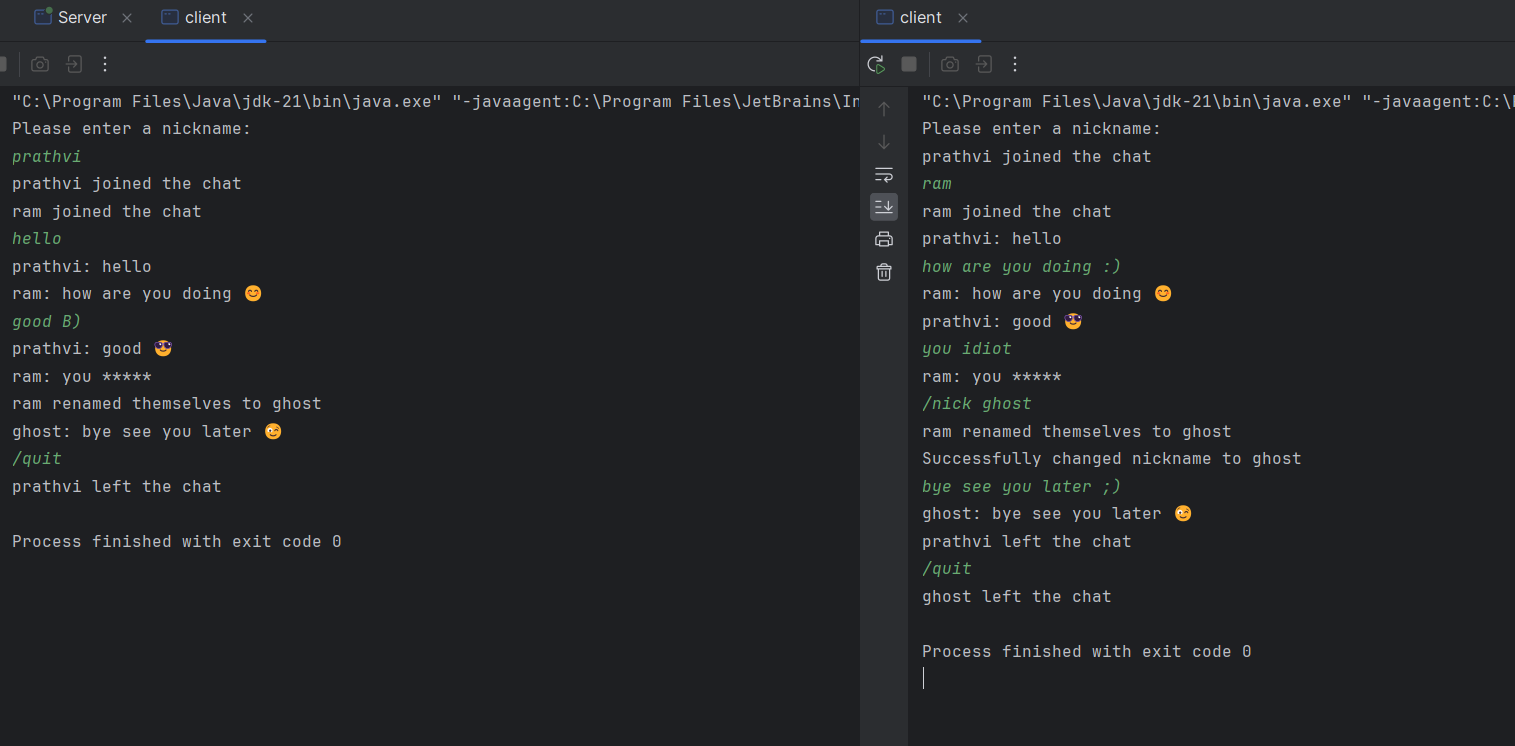 Server
client
"C:\Program Files\Java\jdk-21\bin\java.exe" "-javaagent:C:\Program Files\JetBrains\In
Please enter a nickname:
prathvi
prathvi joined the chat
ram joined the chat
hello
prathvi: hello
ram: how are you doing 😊
good B)
prathvi: good 😎
ram: you *****
ram renamed themselves to ghost
ghost: bye see you later 😉
/quit
prathvi left the chat
Process finished with exit code 0
client
"C:\Program Files\Java\jdk-21\bin\java.exe" "-javaagent:C:\
Please enter a nickname:
prathvi joined the chat
ram
ram joined the chat
prathvi: hello
how are you doing :)
ram: how are you doing 😊
prathvi: good 😎
you idiot
ram: you *****
/nick ghost
ram renamed themselves to ghost
Successfully changed nickname to ghost
bye see you later ;)
ghost: bye see you later 😉
prathvi left the chat
/quit
ghost left the chat
Process finished with exit code 0